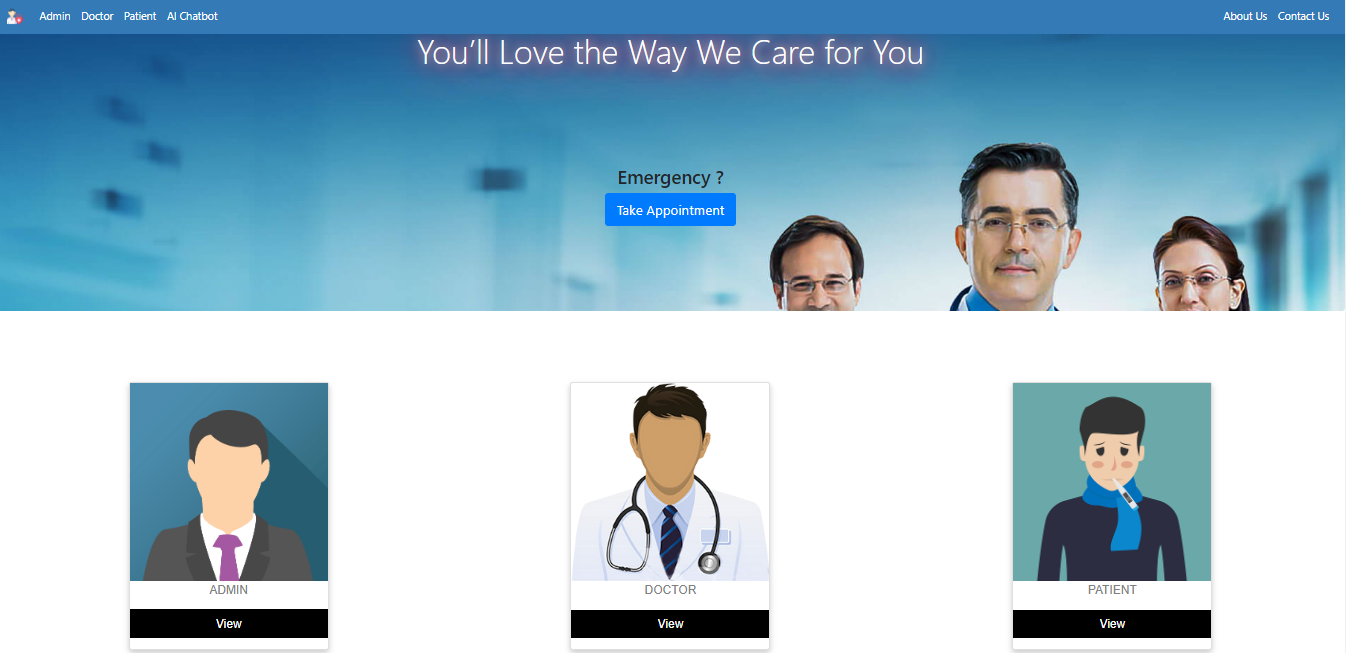 Admin Doctor Patient AI Chatbot About Us Contact Us
You’ll Love the Way We Care for You
Emergency ?
Take Appointment
ADMIN DOCTOR PATIENT
View View View